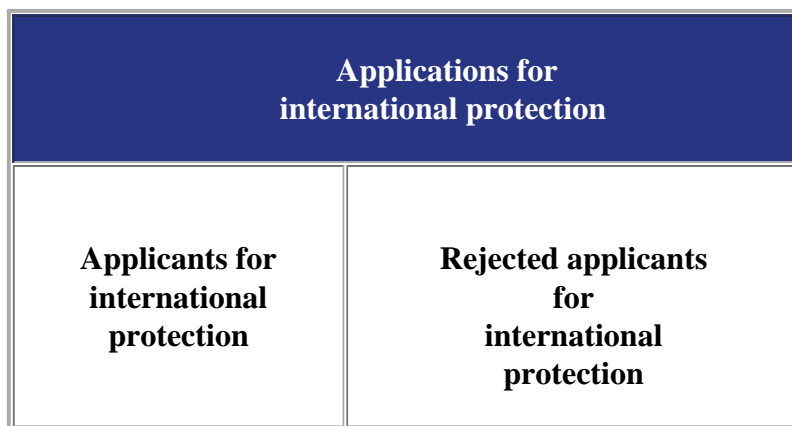 Applications for
international protection
Applicants for
international
protection
Rejected applicants
for
international
protection